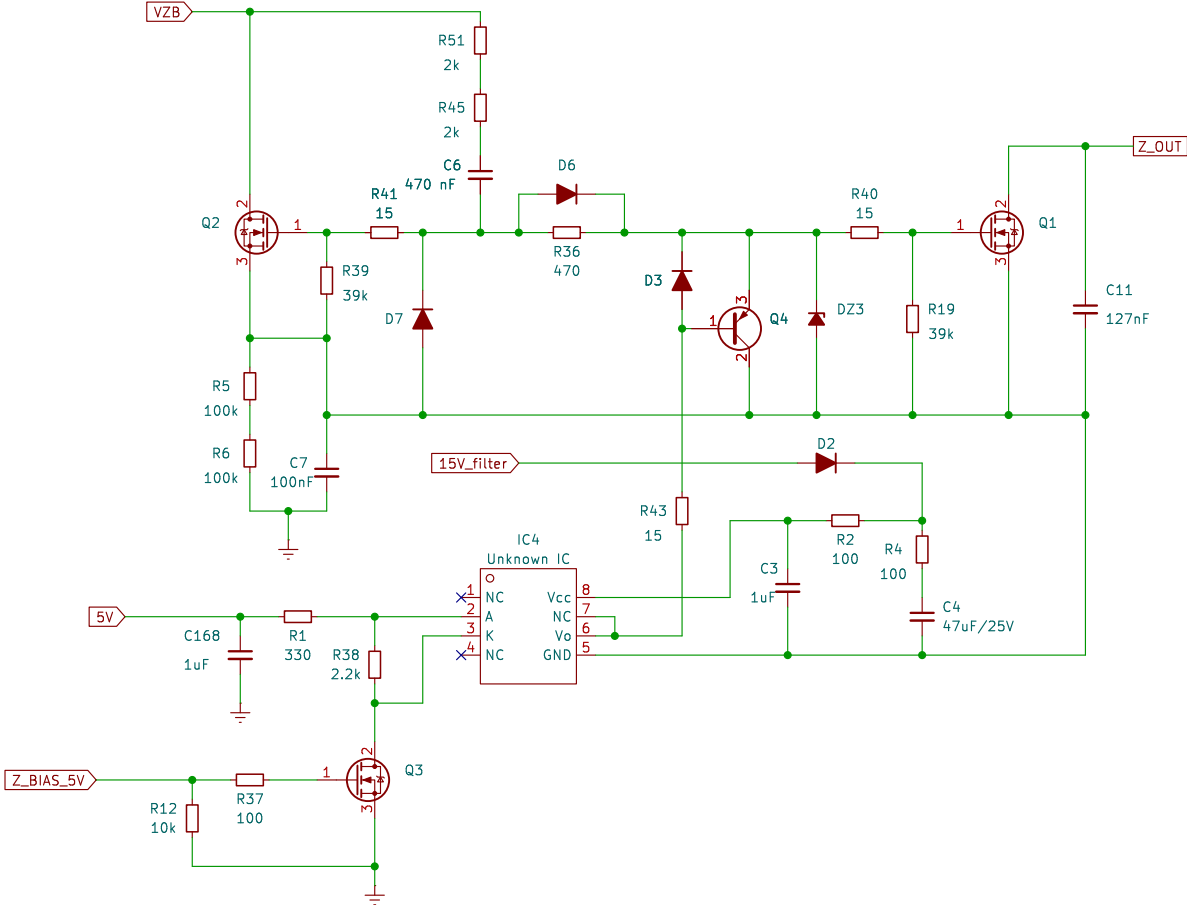 VZB
R51
2k
R45
2k
C6
470 nF
D6
Z_OUT
R41
15
R40
15
Q2
2
1
3
R36
470
2
1
3
Q1
R39
39k
D3
C11
127nF
D7
3
1
2
Q4
DZ3
R19
39k
R5
100k
R6
100k
C7
100nF
15V_filter
D2
R43
15
R2
100
R4
100
IC4
Unknown IC
C3
1uF
C4
47uF/25V
1 NC Vcc 8
2 A NC 7
3 K Vo 6
4 NC GND 5
5V
C168
1uF
R1
330
R38
2.2k
Z_BIAS_5V
R12
10k
R37
100
1
2
3
Q3